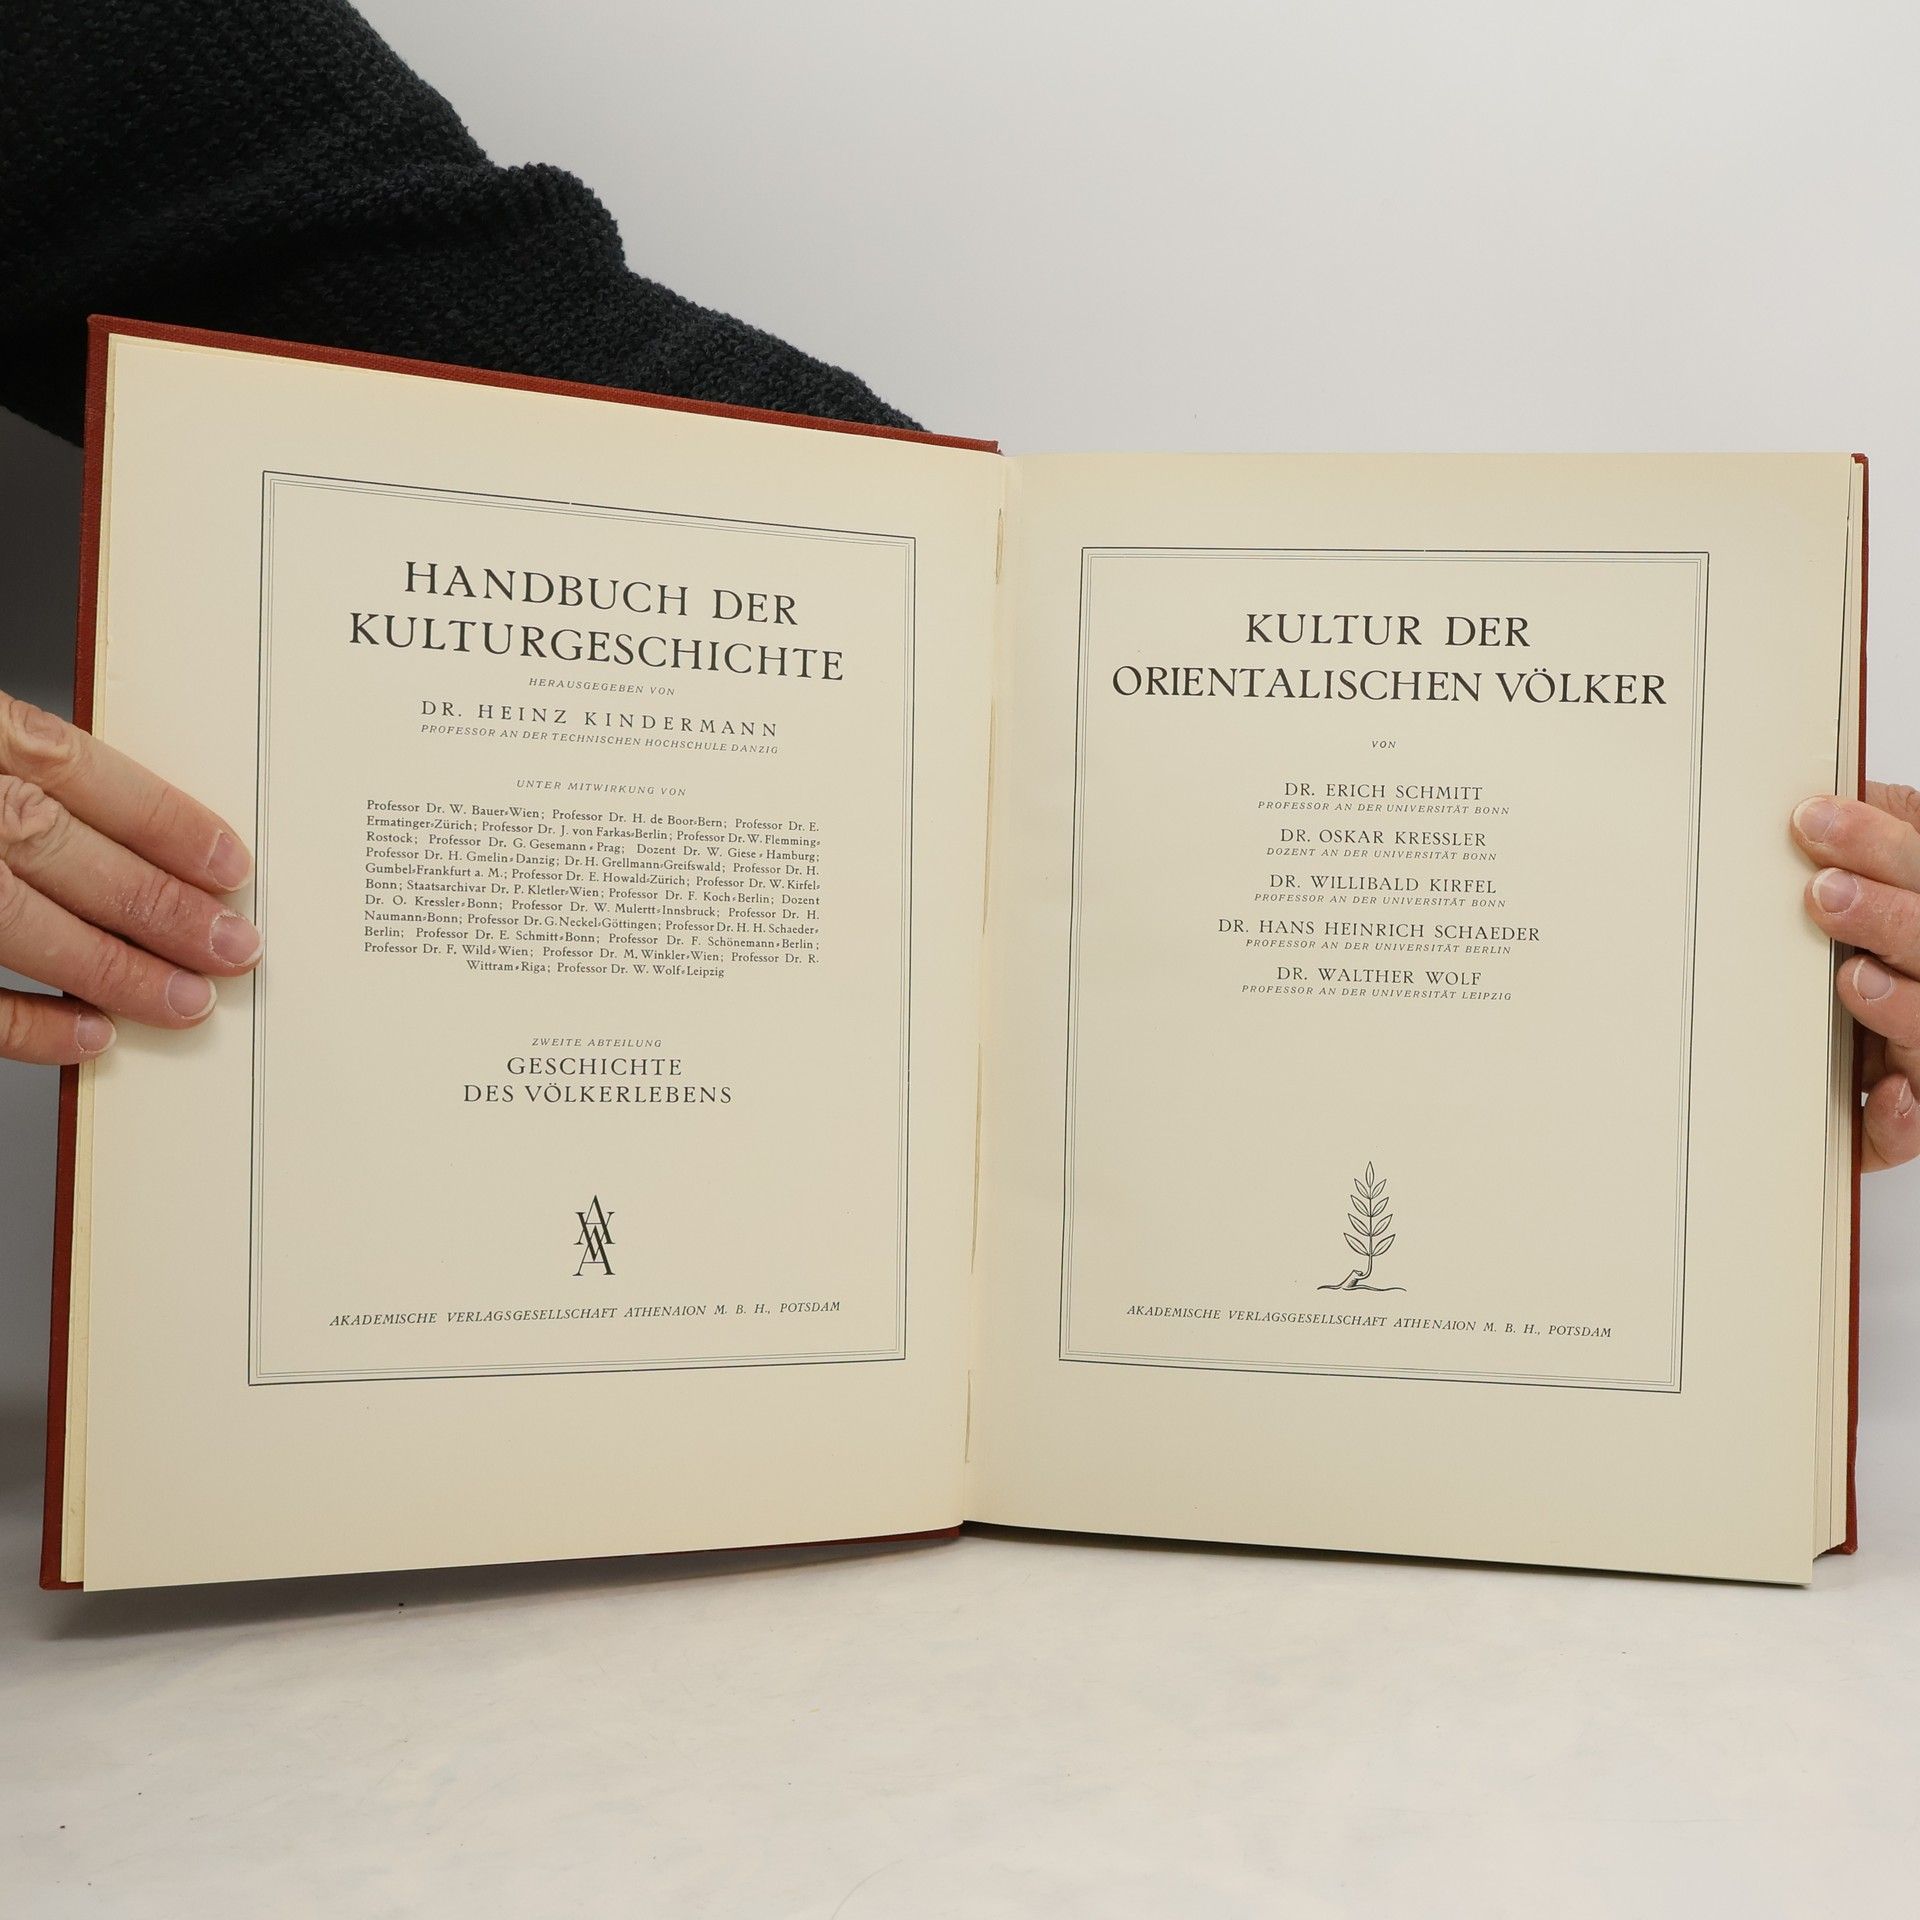 HANDBUCH DER
KULTURGESCHICHTE
HERAUSGEGEBEN VON
DR. HEINZ KINDERMANN
PROFESSOR AN DER TECHNISCHEN HOCHSCHULE DANZIG
UNTER MITWIRKUNG VON
Professor Dr. W. Bauer-Wien; Professor Dr. H. de Boor-Bern; Professor Dr. E.
Ermatinger-Zürich; Professor Dr. J. von Farkas-Berlin; Professor Dr. W. Flemming-
Rostock; Professor Dr. G. Gesemann-Prag; Dozent Dr. W. Giese-Hamburg;
Professor Dr. H. Gmelin-Danzig; Dr. H. Grellmann-Greifswald; Professor Dr. H.
Gumbel-Frankfurt a. M.; Professor Dr. E. Howald-Zürich; Professor Dr. W. Kirfel-
Bonn; Staatsarchivar Dr. P. Kletler-Wien; Professor Dr. F. Koch-Berlin; Dozent
Dr. O. Kressler-Bonn; Professor Dr. W. Mulertt-Innsbruck; Professor Dr. H.
Naumann-Bonn; Professor Dr. G. Neckel-Göttingen; Professor Dr. H. H. Schaeder-
Berlin; Professor Dr. E. Schmitt-Bonn; Professor Dr. F. Schönemann-Berlin;
Professor Dr. F. Wild-Wien; Professor Dr. M. Winkler-Wien; Professor Dr. R.
Wittram-Riga; Professor Dr. W. Wolf-Leipzig
ZWEITE ABTEILUNG
GESCHICHTE
DES VÖLKERLEBENS
AKADEMISCHE VERLAGSGESELLSCHAFT ATHENAION M. B. H., POTSDAM
KULTUR DER
ORIENTALISCHEN VÖLKER
VON
DR. ERICH SCHMITT
PROFESSOR AN DER UNIVERSITÄT BONN
DR. OSKAR KRESSLER
DOZENT AN DER UNIVERSITÄT BONN
DR. WILLIBALD KIRFEL
PROFESSOR AN DER UNIVERSITÄT BONN
DR. HANS HEINRICH SCHAEDER
PROFESSOR AN DER UNIVERSITÄT BERLIN
DR. WALTHER WOLF
PROFESSOR AN DER UNIVERSITÄT LEIPZIG
AKADEMISCHE VERLAGSGESELLSCHAFT ATHENAION M. B. H., POTSDAM